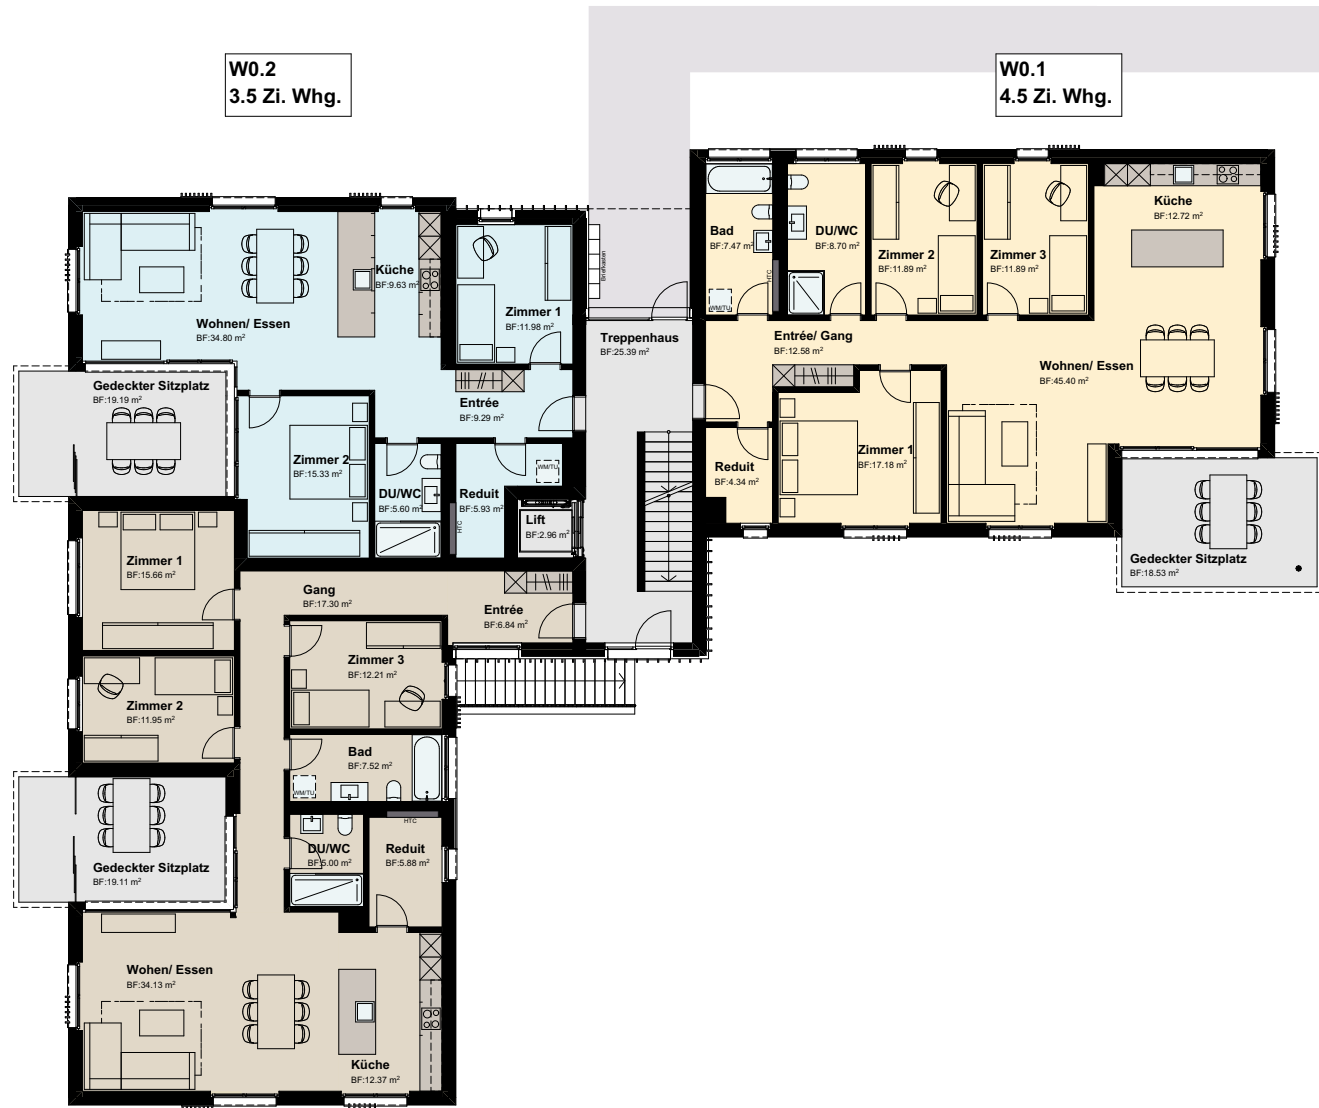 W0.2
3.5 Zi. Whg.
W0.1
4.5 Zi. Whg.
Küche
BF:9.63 m²
Wohnen/ Essen
BF:34.80 m²
Zimmer 1
BF:11.98 m²
Briefkasten
Gedeckter Sitzplatz
BF:19.19 m²
Entrée
BF:9.29 m²
Zimmer 2
BF:15.33 m²
DU/WC
BF:5.60 m²
Reduit
BF:5.93 m²
WM/TU
HTC
Lift
BF:2.96 m²
Treppenhaus
BF:25.39 m²
Bad
BF:7.47 m²
WM/TU
HTC
DU/WC
BF:8.70 m²
Zimmer 2
BF:11.89 m²
Zimmer 3
BF:11.89 m²
Küche
BF:12.72 m²
Entrée/ Gang
BF:12.58 m²
Wohnen/ Essen
BF:45.40 m²
Reduit
BF:4.34 m²
Zimmer 1
BF:17.18 m²
Gedeckter Sitzplatz
BF:18.53 m²
Zimmer 1
BF:15.66 m²
Gang
BF:17.30 m²
Entrée
BF:6.84 m²
Zimmer 3
BF:12.21 m²
Zimmer 2
BF:11.95 m²
Bad
BF:7.52 m²
WM/TU
HTC
DU/WC
BF:5.00 m²
Reduit
BF:5.88 m²
Gedeckter Sitzplatz
BF:19.11 m²
Wohen/ Essen
BF:34.13 m²
Küche
BF:12.37 m²